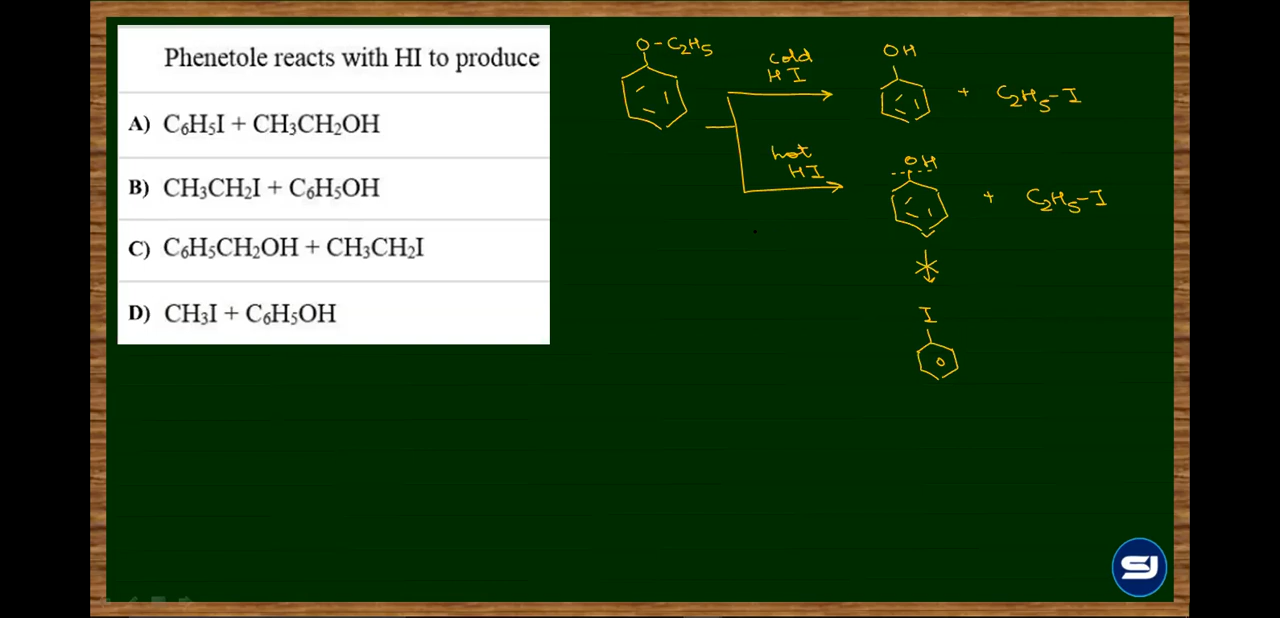 Phenetole reacts with HI to produce
A) C₆H₅I + CH₃CH₂OH
B) CH₃CH₂I + C₆H₅OH
C) C₆H₅CH₂OH + CH₃CH₂I
D) CH₃I + C₆H₅OH
O-C₂H₅
cold
HI
OH
+ C₂H₅-I
hot
HI
OH
+ C₂H₅-I
I
SJ